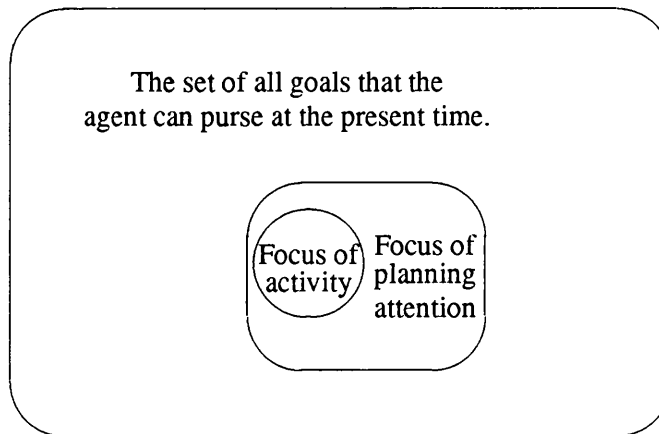 The set of all goals that the
agent can purse at the present time.
Focus of
activity
Focus of
planning
attention